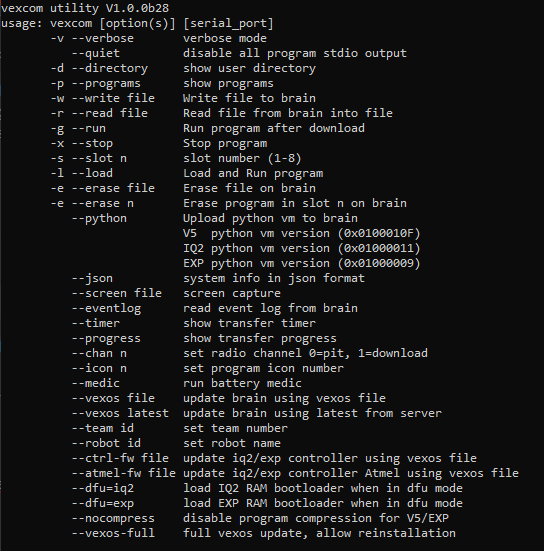 vexcom utility V1.0.0b28
usage: vexcom [option(s)] [serial_port]
-v --verbose verbose mode
--quiet disable all program stdio output
-d --directory show user directory
-p --programs show programs
-w --write file Write file to brain
-r --read file Read file from brain into file
-g --run Run program after download
-x --stop Stop program
-s --slot n slot number (1-8)
-l --load Load and Run program
-e --erase file Erase file on brain
-e --erase n Erase program in slot n on brain
--python Upload python vm to brain
V5 python vm version (0x0100010F)
IQ2 python vm version (0x01000011)
EXP python vm version (0x01000009)
--json system info in json format
--screen file screen capture
--eventlog read event log from brain
--timer show transfer timer
--progress show transfer progress
--chan n set radio channel 0=pit, 1=download
--icon n set program icon number
--medic run battery medic
--vexos file update brain using vexos file
--vexos latest update brain using latest from server
--team id set team number
--robot id set robot name
--ctrl-fw file update iq2/exp controller using vexos file
--atmel-fw file update iq2/exp controller Atmel using vexos file
--dfu=iq2 load IQ2 RAM bootloader when in dfu mode
--dfu=exp load EXP RAM bootloader when in dfu mode
--nocompress disable program compression for V5/EXP
--vexos-full full vexos update, allow reinstallation